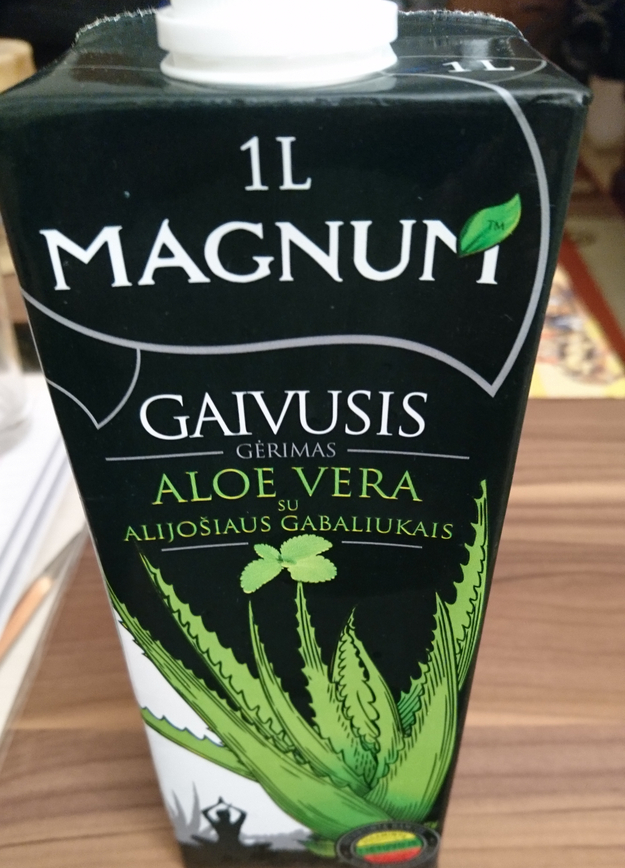 1L
1L
MAGNUM
TM
GAIVUSIS
GĖRIMAS
ALOE VERA
SU
ALIJOŠIAUS GABALIUKAIS